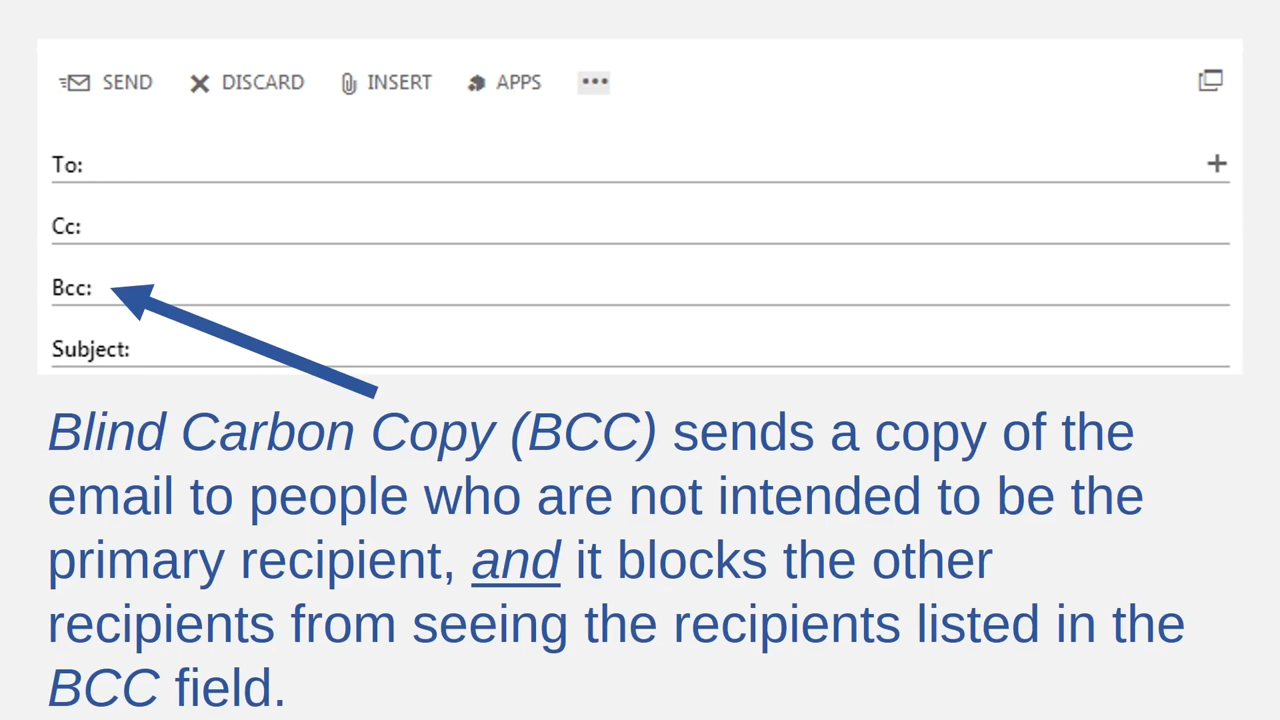 SEND DISCARD INSERT APPS •••
To: +
Cc:
Bcc:
Subject:
Blind Carbon Copy (BCC) sends a copy of the
email to people who are not intended to be the
primary recipient, and it blocks the other
recipients from seeing the recipients listed in the
BCC field.